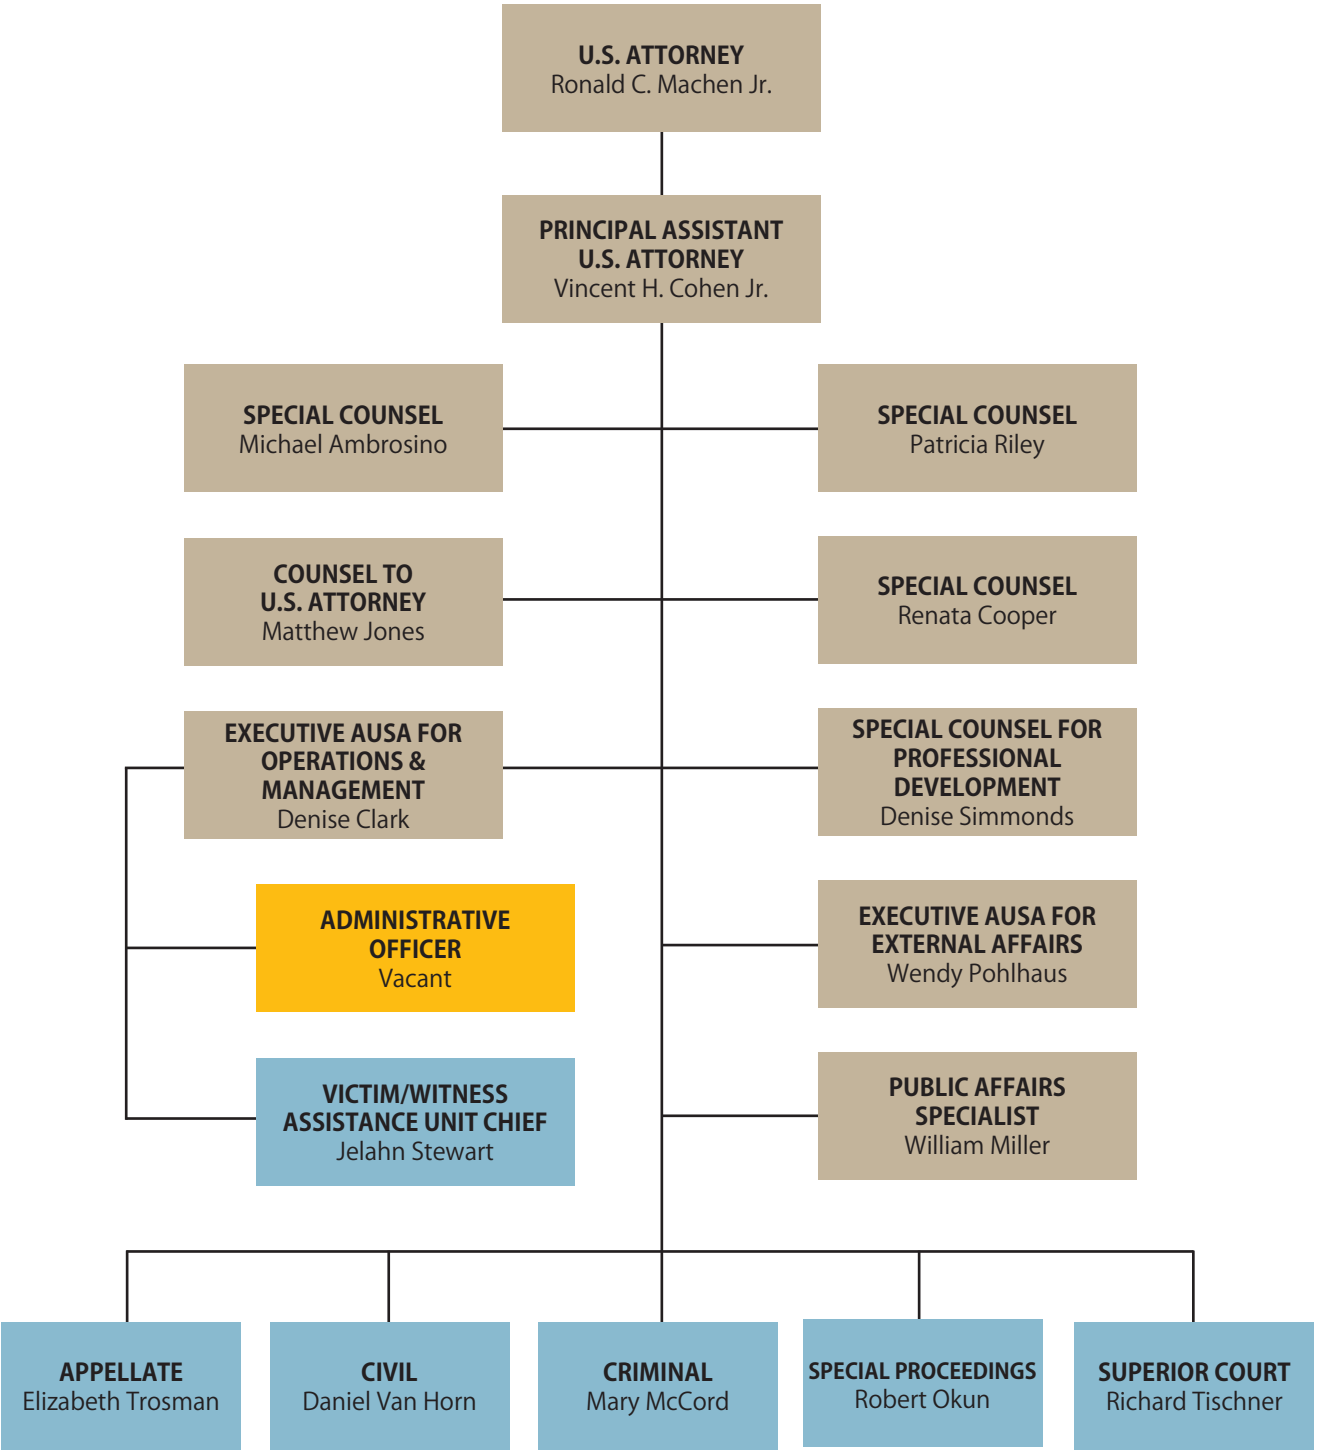 U.S. ATTORNEY
Ronald C. Machen Jr.
PRINCIPAL ASSISTANT
U.S. ATTORNEY
Vincent H. Cohen Jr.
SPECIAL COUNSEL
Michael Ambrosino
SPECIAL COUNSEL
Patricia Riley
COUNSEL TO
U.S. ATTORNEY
Matthew Jones
SPECIAL COUNSEL
Renata Cooper
EXECUTIVE AUSA FOR
OPERATIONS &
MANAGEMENT
Denise Clark
SPECIAL COUNSEL FOR
PROFESSIONAL
DEVELOPMENT
Denise Simmonds
ADMINISTRATIVE
OFFICER
Vacant
EXECUTIVE AUSA FOR
EXTERNAL AFFAIRS
Wendy Pohlhaus
VICTIM/WITNESS
ASSISTANCE UNIT CHIEF
Jelahn Stewart
PUBLIC AFFAIRS
SPECIALIST
William Miller
APPELLATE
Elizabeth Trosman
CIVIL
Daniel Van Horn
CRIMINAL
Mary McCord
SPECIAL PROCEEDINGS
Robert Okun
SUPERIOR COURT
Richard Tischner